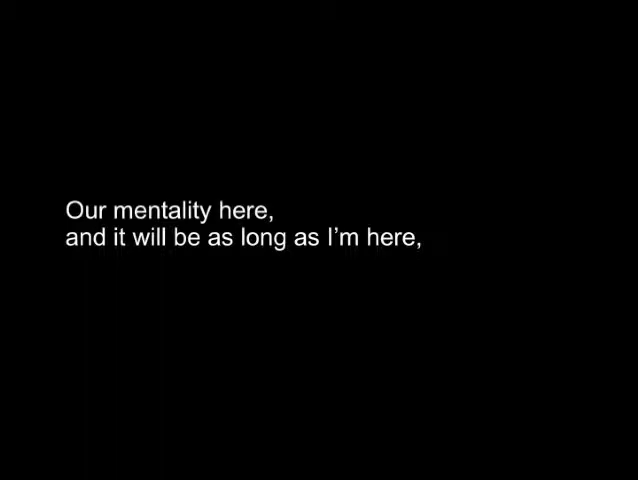 Our mentality here,
and it will be as long as I’m here,